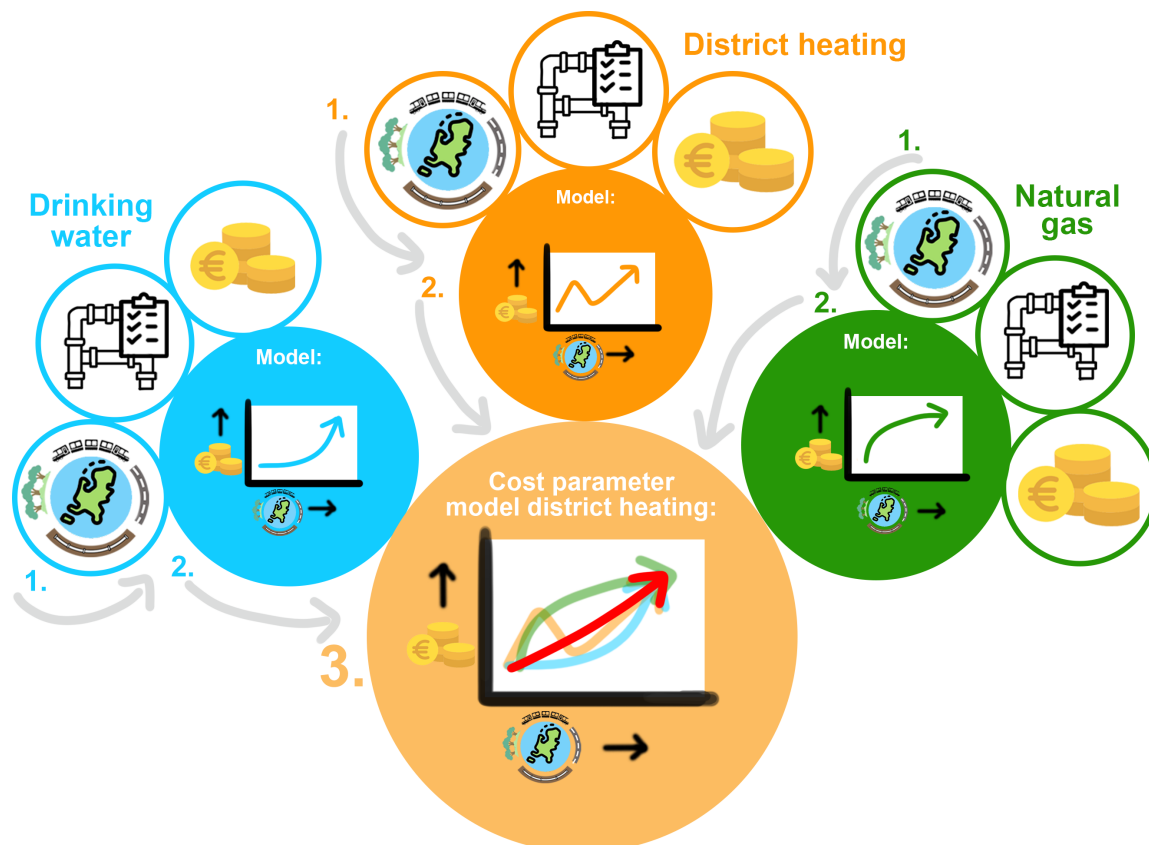 District heating
1.
Model:
2.
Drinking
water
Model:
1.
2.
1.
Natural
gas
2.
Model:
Cost parameter
model district heating:
3.